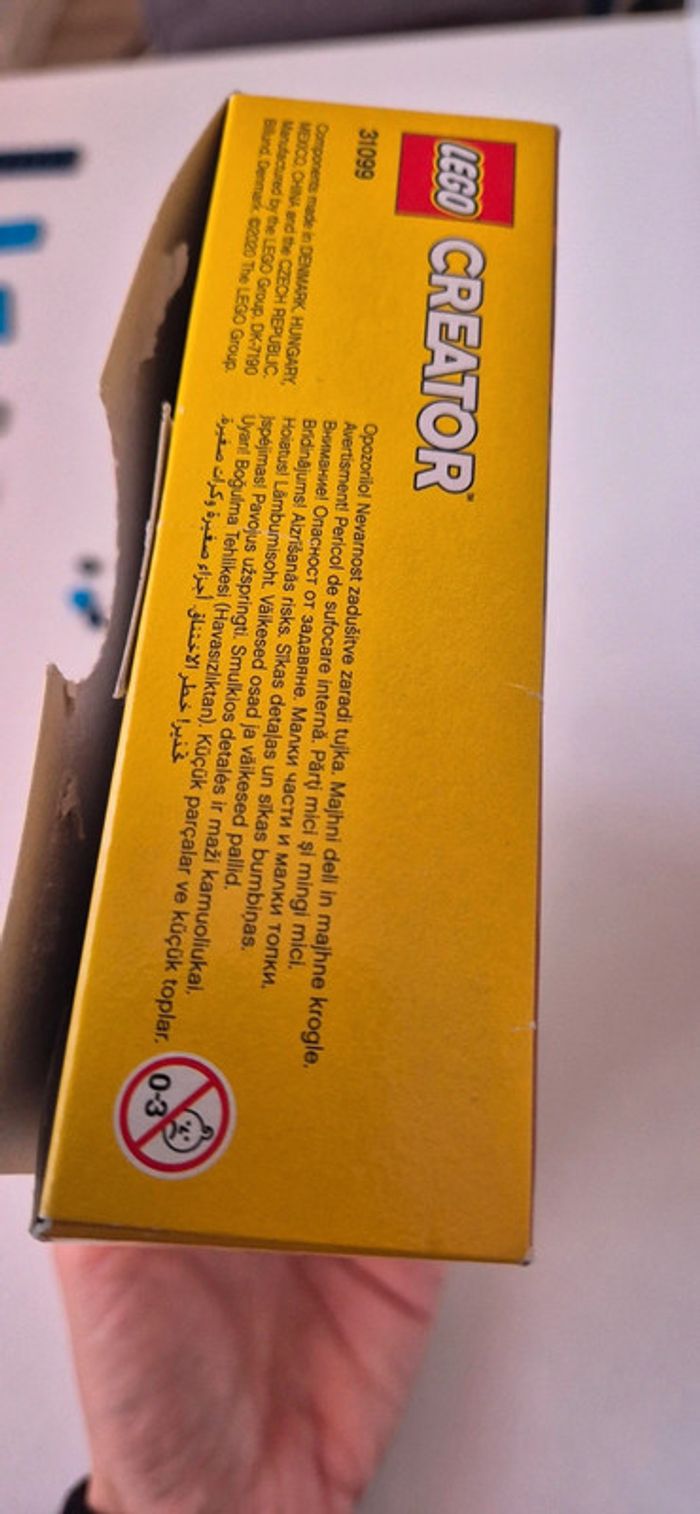 LEGO CREATOR™
31099
Components made in DENMARK, HUNGARY,
MEXICO, CHINA and the CZECH REPUBLIC.
Manufactured by the LEGO Group, DK-7190
Billund, Denmark. ©2020 The LEGO Group.
Opozorilo! Nevarnost zadušitve zaradi tujka. Majhni deli in majhne krogle.
Avertisment! Pericol de sufocare internă. Părți mici și mingi mici.
Внимание! Опасност от задавяне. Малки части и малки топки.
Brīdinājums! Aizrīšanās risks. Sīkas detaļas un sīkas bumbiņas.
Hoiatus! Lämbumisoht. Väikesed osad ja väikesed pallid.
Įspėjimas! Pavojus užspringti. Smulkios detalės ir maži kamuoliukai.
Uyarı! Boğulma Tehlikesi (Havasızlıktan). Küçük parçalar ve küçük toplar.
تحذير! خطر الاختناق. أجزاء صغيرة وكرات صغيرة.
0-3